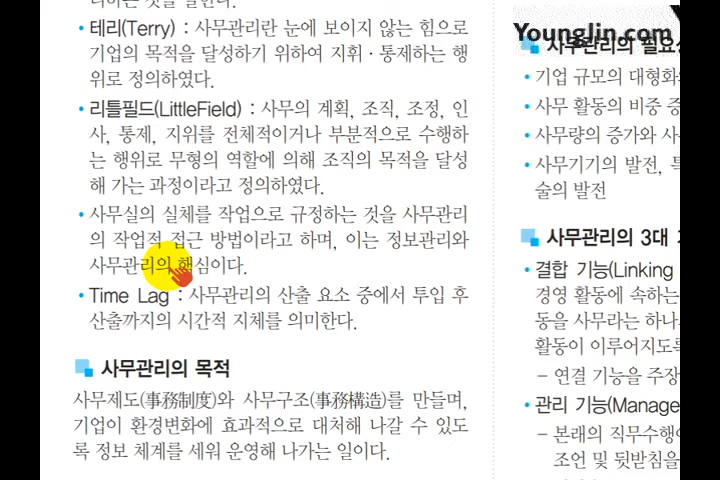 • 테리(Terry) : 사무관리란 눈에 보이지 않는 힘으로
기업의 목적을 달성하기 위하여 지휘·통제하는 행
위로 정의하였다.
• 리틀필드(LittleField) : 사무의 계획, 조직, 조정, 인
사, 통제, 지위를 전체적이거나 부분적으로 수행하
는 행위로 무형의 역할에 의해 조직의 목적을 달성
해 가는 과정이라고 정의하였다.
• 사무실의 실체를 작업으로 규정하는 것을 사무관리
의 작업적 접근 방법이라고 하며, 이는 정보관리와
사무관리의 핵심이다.
• Time Lag : 사무관리의 산출 요소 중에서 투입 후
산출까지의 시간적 지체를 의미한다.
사무관리의 목적
사무제도(事務制度)와 사무구조(事務構造)를 만들며,
기업이 환경변화에 효과적으로 대처해 나갈 수 있도
록 정보 체계를 세워 운영해 나가는 일이다.
Younglin.com
사무관리의 필요
• 기업 규모의 대형화
• 사무 활동의 비중
• 사무량의 증가와
• 사무기기의 발전,
술의 발전
사무관리의 3대
• 결합 기능(Linking
경영 활동에 속하는
동을 사무라는 하나
활동이 이루어지도록
– 연결 기능을 주장
• 관리 기능(Manage
– 본래의 직무수행
조언 및 뒷받침을